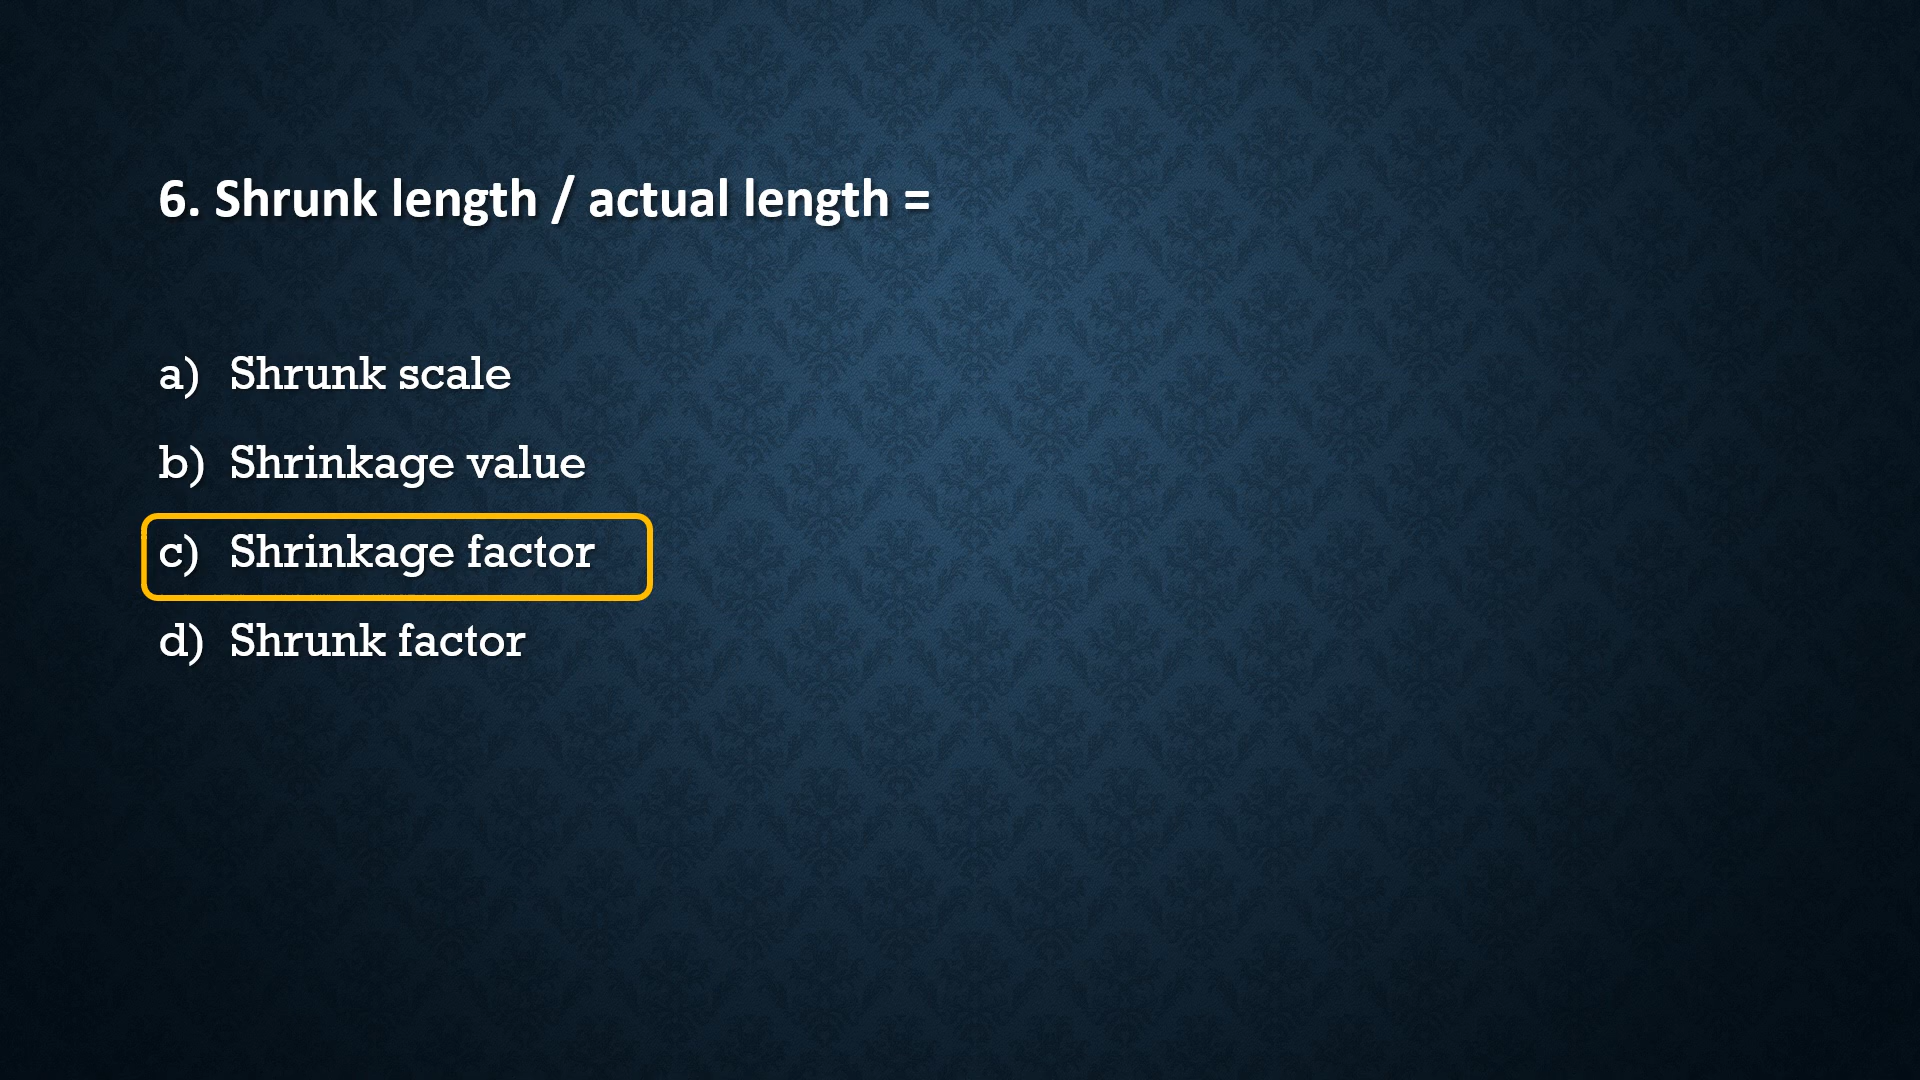 6. Shrunk length / actual length =
a) Shrunk scale
b) Shrinkage value
c) Shrinkage factor
d) Shrunk factor